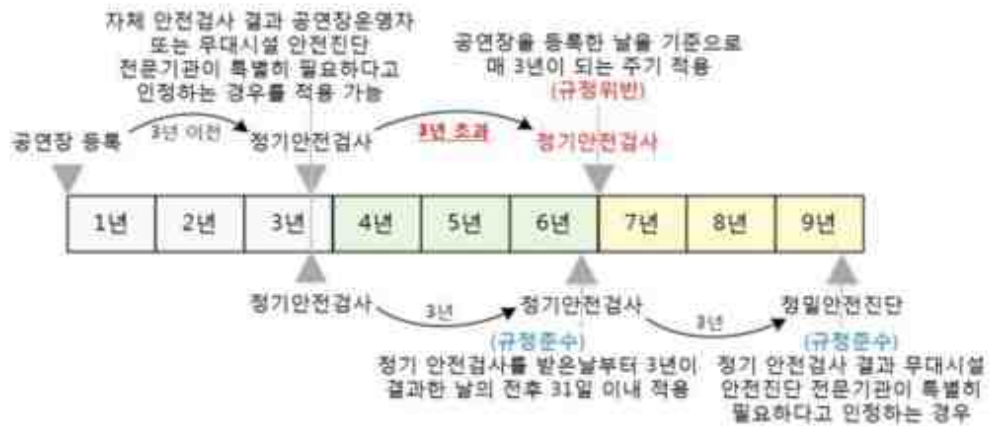 자체 안전검사 결과 공연장운영자
또는 무대시설 안전진단
전문기관이 특별히 필요하다고
인정하는 경우를 적용 가능
공연장을 등록한 날을 기준으로
매 3년이 되는 주기 적용
(규정위반)
공연장 등록
3년 이전
정기안전검사
3년 초과
정기안전검사
1년
2년
3년
4년
5년
6년
7년
8년
9년
정기안전검사
3년
정기안전검사
3년
정밀안전진단
(규정준수)
정기 안전검사를 받은날부터 3년이
결과한 날의 전후 31일 이내 적용
(규정준수)
정기 안전검사 결과 무대시설
안전진단 전문기관이 특별히
필요하다고 인정하는 경우